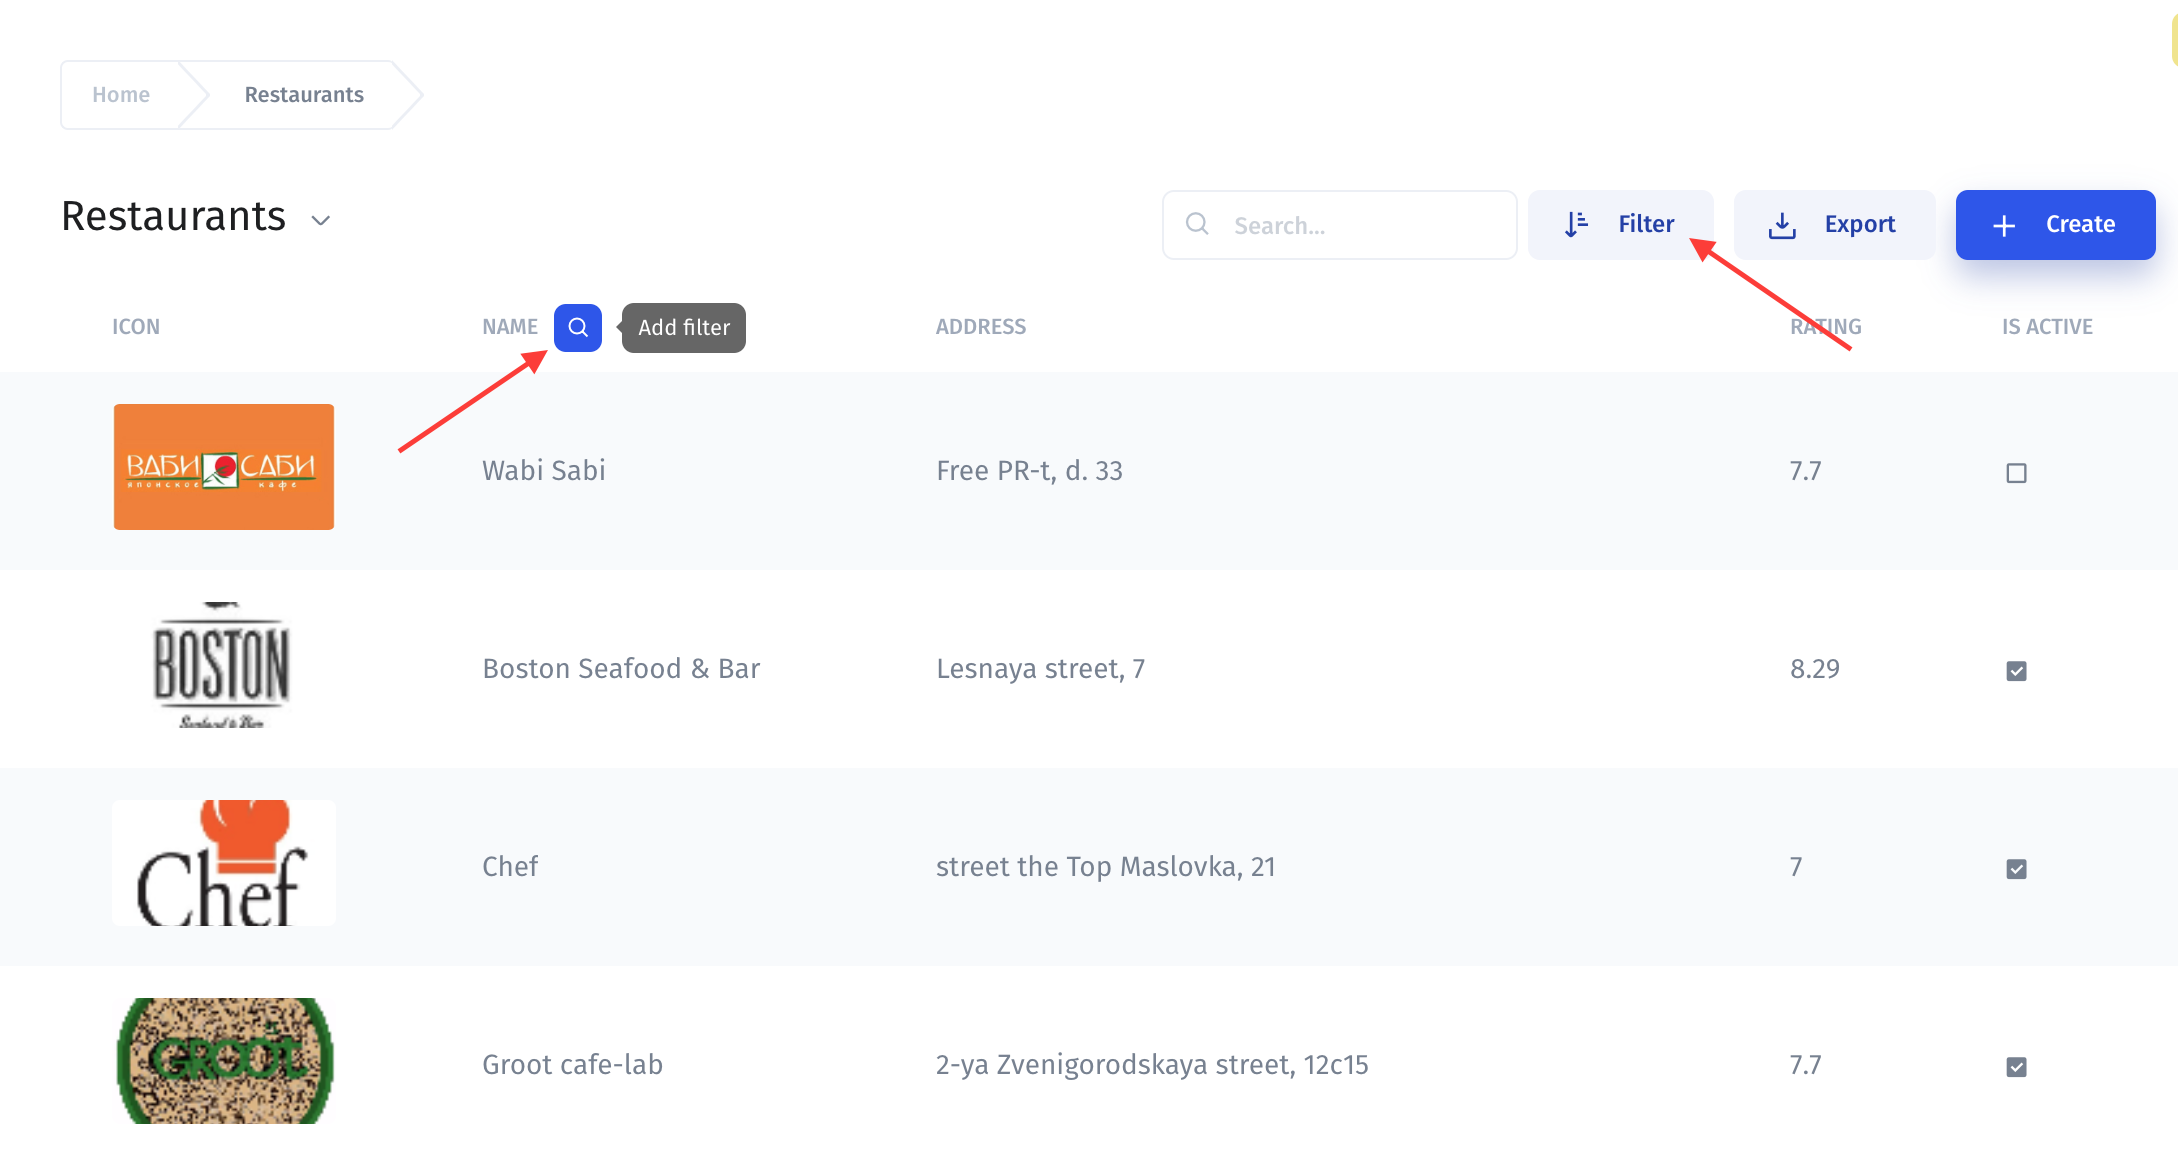 Home
Restaurants
Restaurants
Search...
Filter
Export
Create
ICON
NAME
Add filter
ADDRESS
RATING
IS ACTIVE
ВАБИ САБИ
японское кафе
Wabi Sabi
Free PR-t, d. 33
7.7
BOSTON
Seafood & Bar
Boston Seafood & Bar
Lesnaya street, 7
8.29
Chef
Chef
street the Top Maslovka, 21
7
GROOT
Groot cafe-lab
2-ya Zvenigorodskaya street, 12c15
7.7